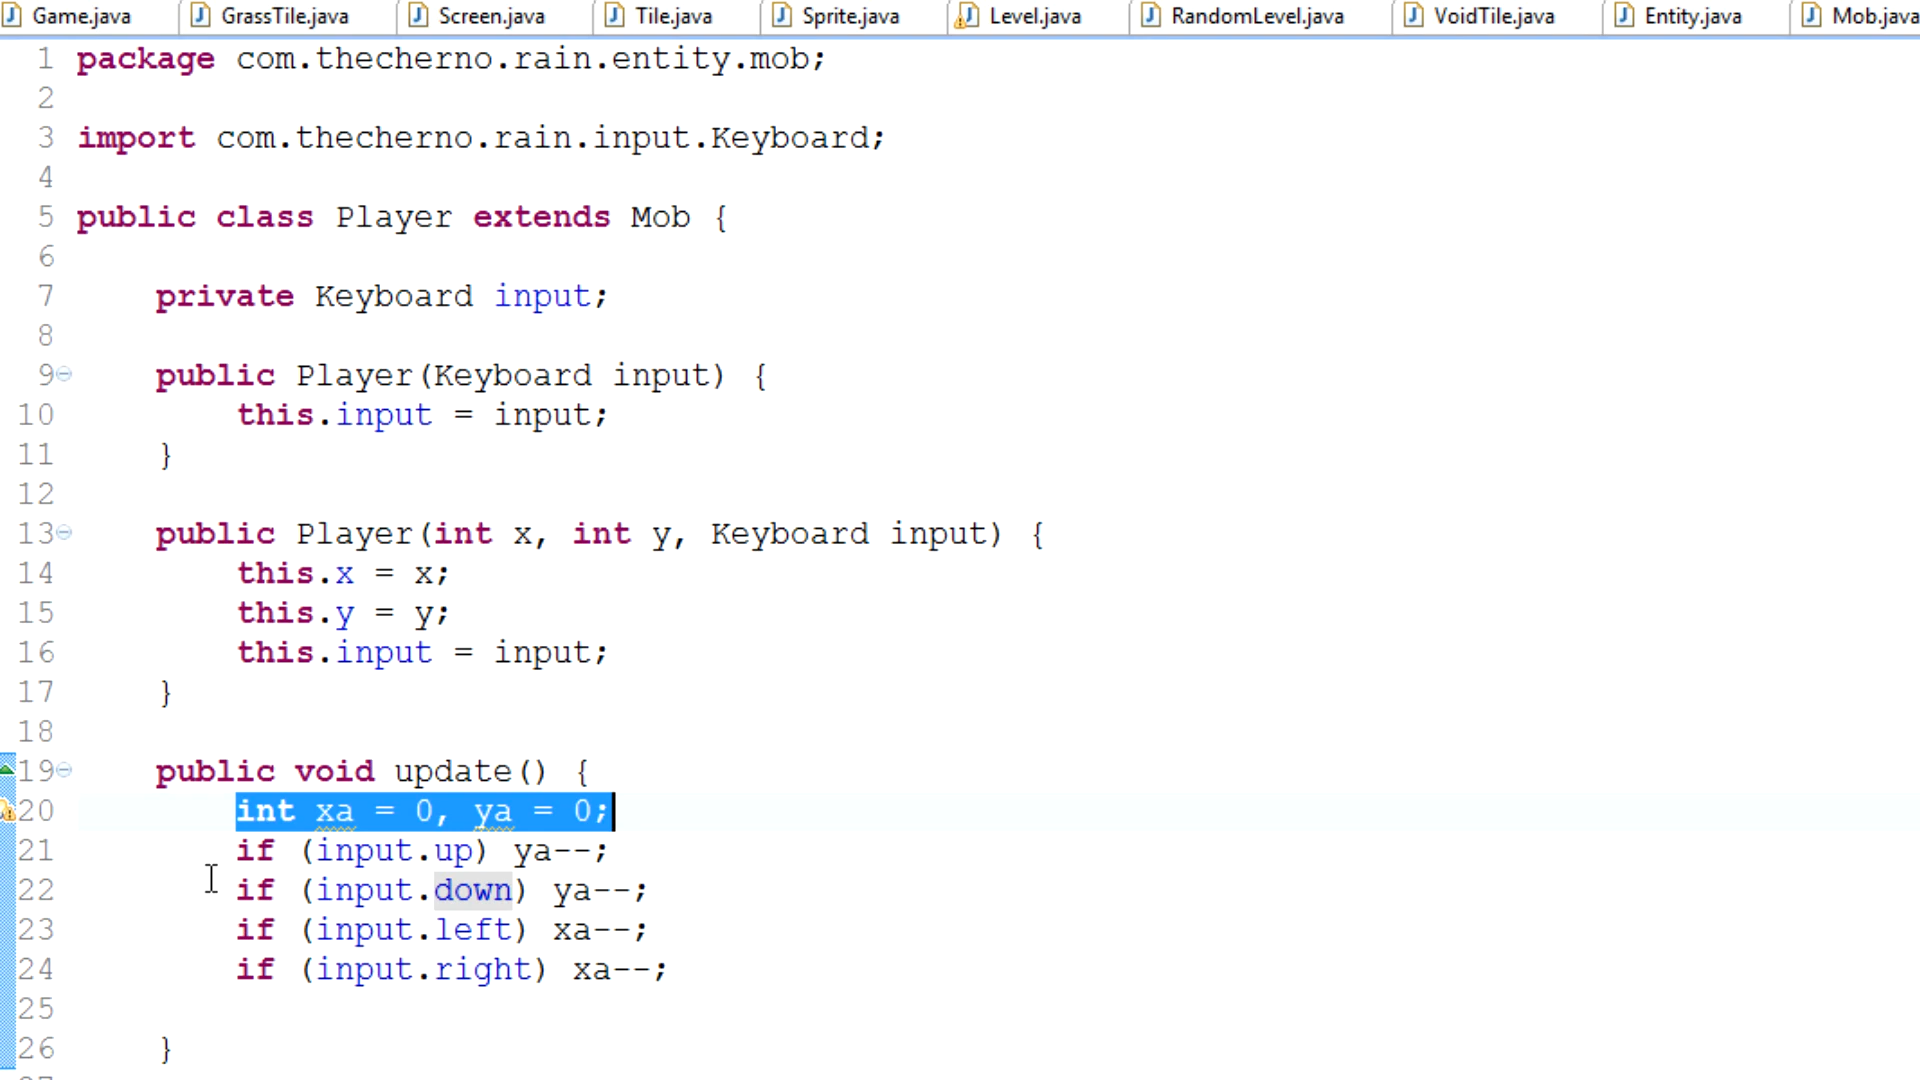 Game.java GrassTile.java Screen.java Tile.java Sprite.java Level.java RandomLevel.java VoidTile.java Entity.java Mob.java
1 package com.thecherno.rain.entity.mob;
2
3 import com.thecherno.rain.input.Keyboard;
4
5 public class Player extends Mob {
6
7 private Keyboard input;
8
9 public Player(Keyboard input) {
10 this.input = input;
11 }
12
13 public Player(int x, int y, Keyboard input) {
14 this.x = x;
15 this.y = y;
16 this.input = input;
17 }
18
19 public void update() {
20 int xa = 0, ya = 0;
21 if (input.up) ya--;
22 if (input.down) ya--;
23 if (input.left) xa--;
24 if (input.right) xa--;
25
26 }